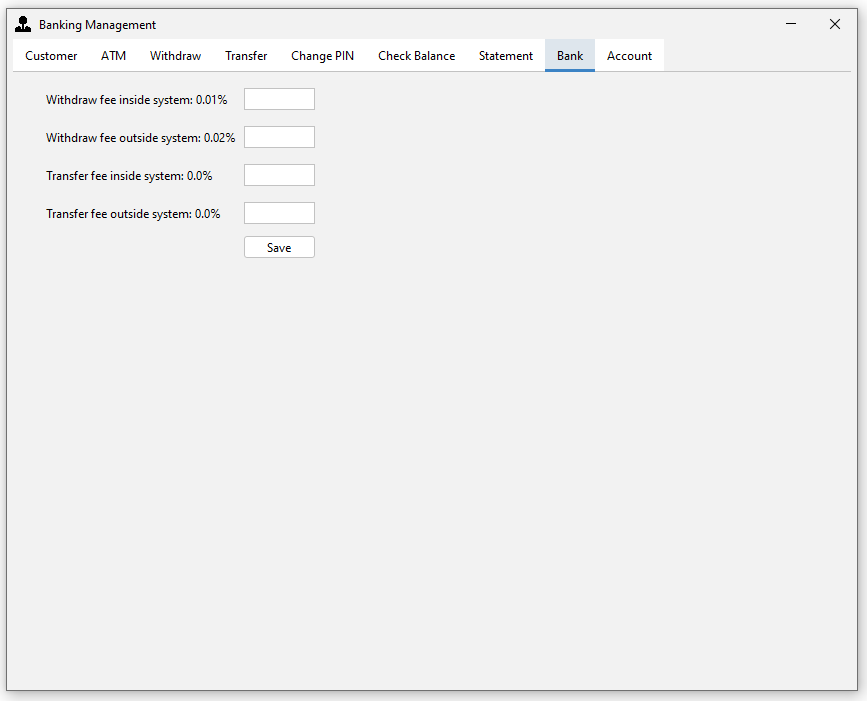 Banking Management
Customer ATM Withdraw Transfer Change PIN Check Balance Statement Bank Account
Withdraw fee inside system: 0.01%
Withdraw fee outside system: 0.02%
Transfer fee inside system: 0.0%
Transfer fee outside system: 0.0%
Save